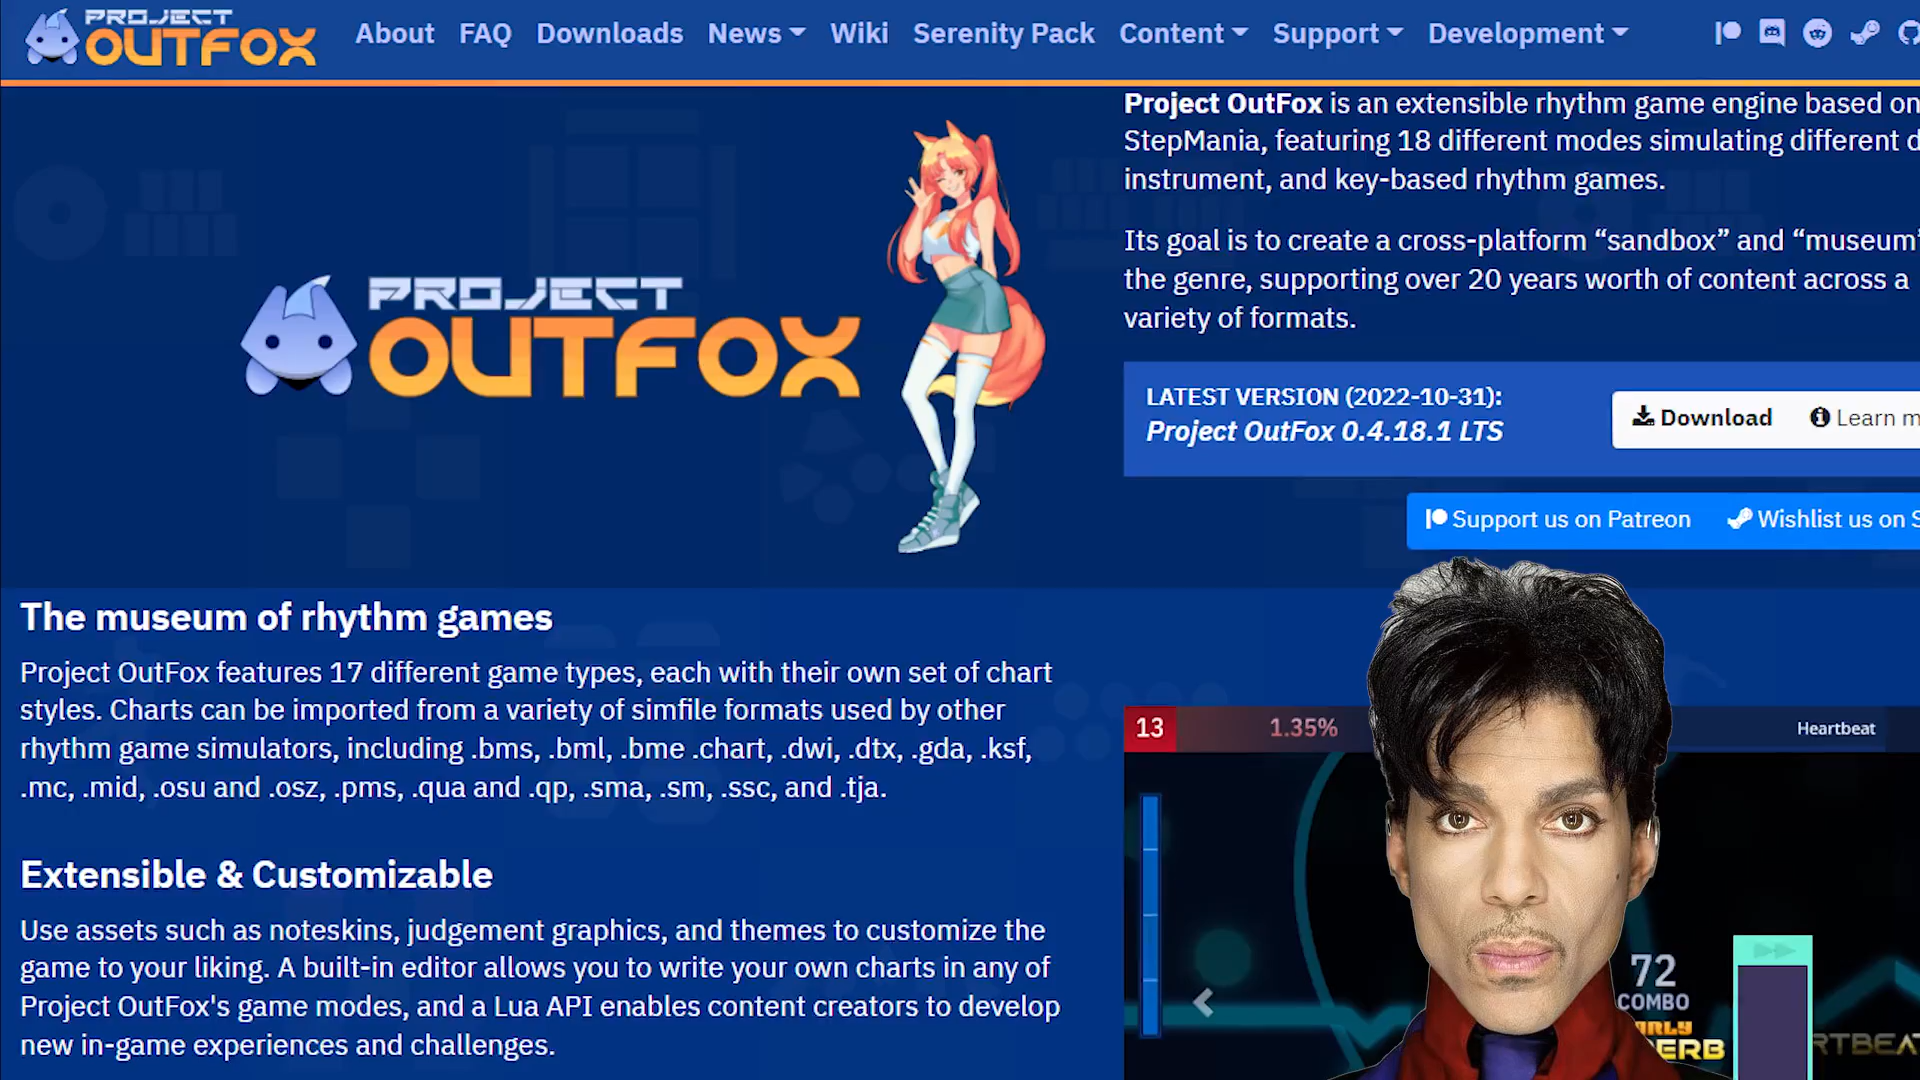 PROJECT
OUTFOX
About FAQ Downloads News Wiki Serenity Pack Content Support Development
PROJECT
OUTFOX
Project OutFox is an extensible rhythm game engine based on
StepMania, featuring 18 different modes simulating different
instrument, and key-based rhythm games.
Its goal is to create a cross-platform “sandbox” and “museum”
the genre, supporting over 20 years worth of content across a
variety of formats.
LATEST VERSION (2022-10-31):
Project OutFox 0.4.18.1 LTS
Download Learn
Support us on Patreon Wishlist us on
The museum of rhythm games
Project OutFox features 17 different game types, each with their own set of chart
styles. Charts can be imported from a variety of simfile formats used by other
rhythm game simulators, including .bms, .bml, .bme .chart, .dwi, .dtx, .gda, .ksf,
.mc, .mid, .osu and .osz, .pms, .qua and .qp, .sma, .sm, .ssc, and .tja.
Extensible & Customizable
Use assets such as noteskins, judgement graphics, and themes to customize the
game to your liking. A built-in editor allows you to write your own charts in any of
Project OutFox's game modes, and a Lua API enables content creators to develop
new in-game experiences and challenges.
13 1.35% Heartbeat
72
COMBO